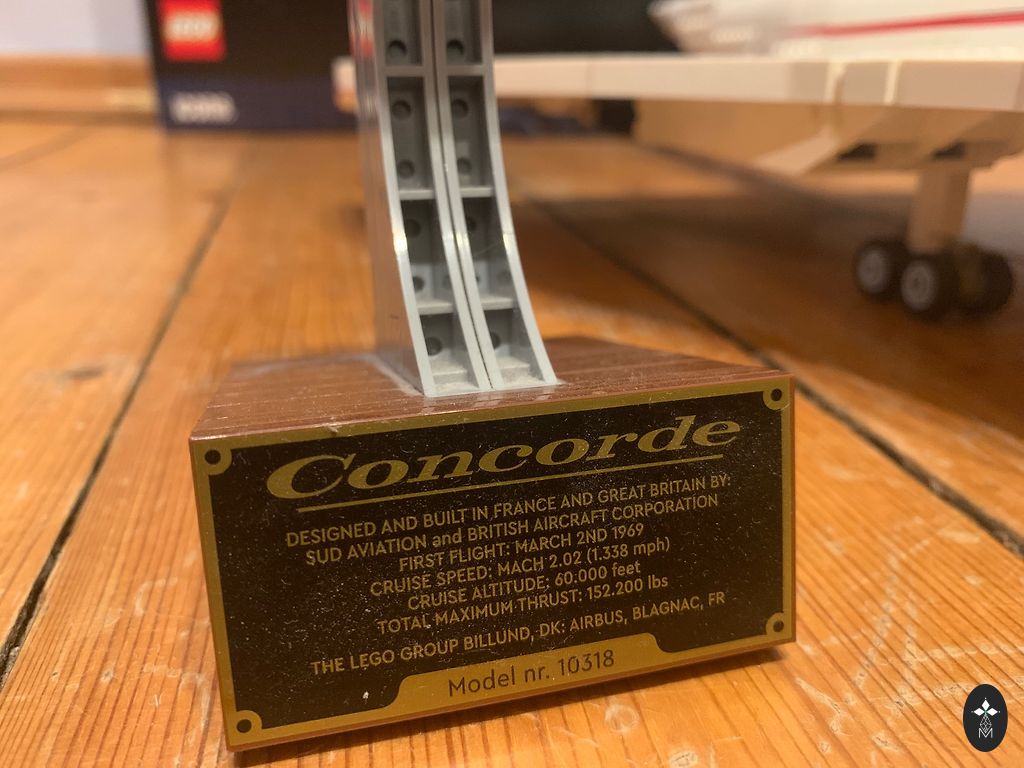 LEGO
Concorde
DESIGNED AND BUILT IN FRANCE AND GREAT BRITAIN BY:
SUD AVIATION and BRITISH AIRCRAFT CORPORATION
FIRST FLIGHT: MARCH 2ND 1969
CRUISE SPEED: MACH 2.02 (1.338 mph)
CRUISE ALTITUDE: 60.000 feet
TOTAL MAXIMUM THRUST: 152.200 lbs
THE LEGO GROUP BILLUND, DK: AIRBUS, BLAGNAC, FR
Model nr. 10318
M